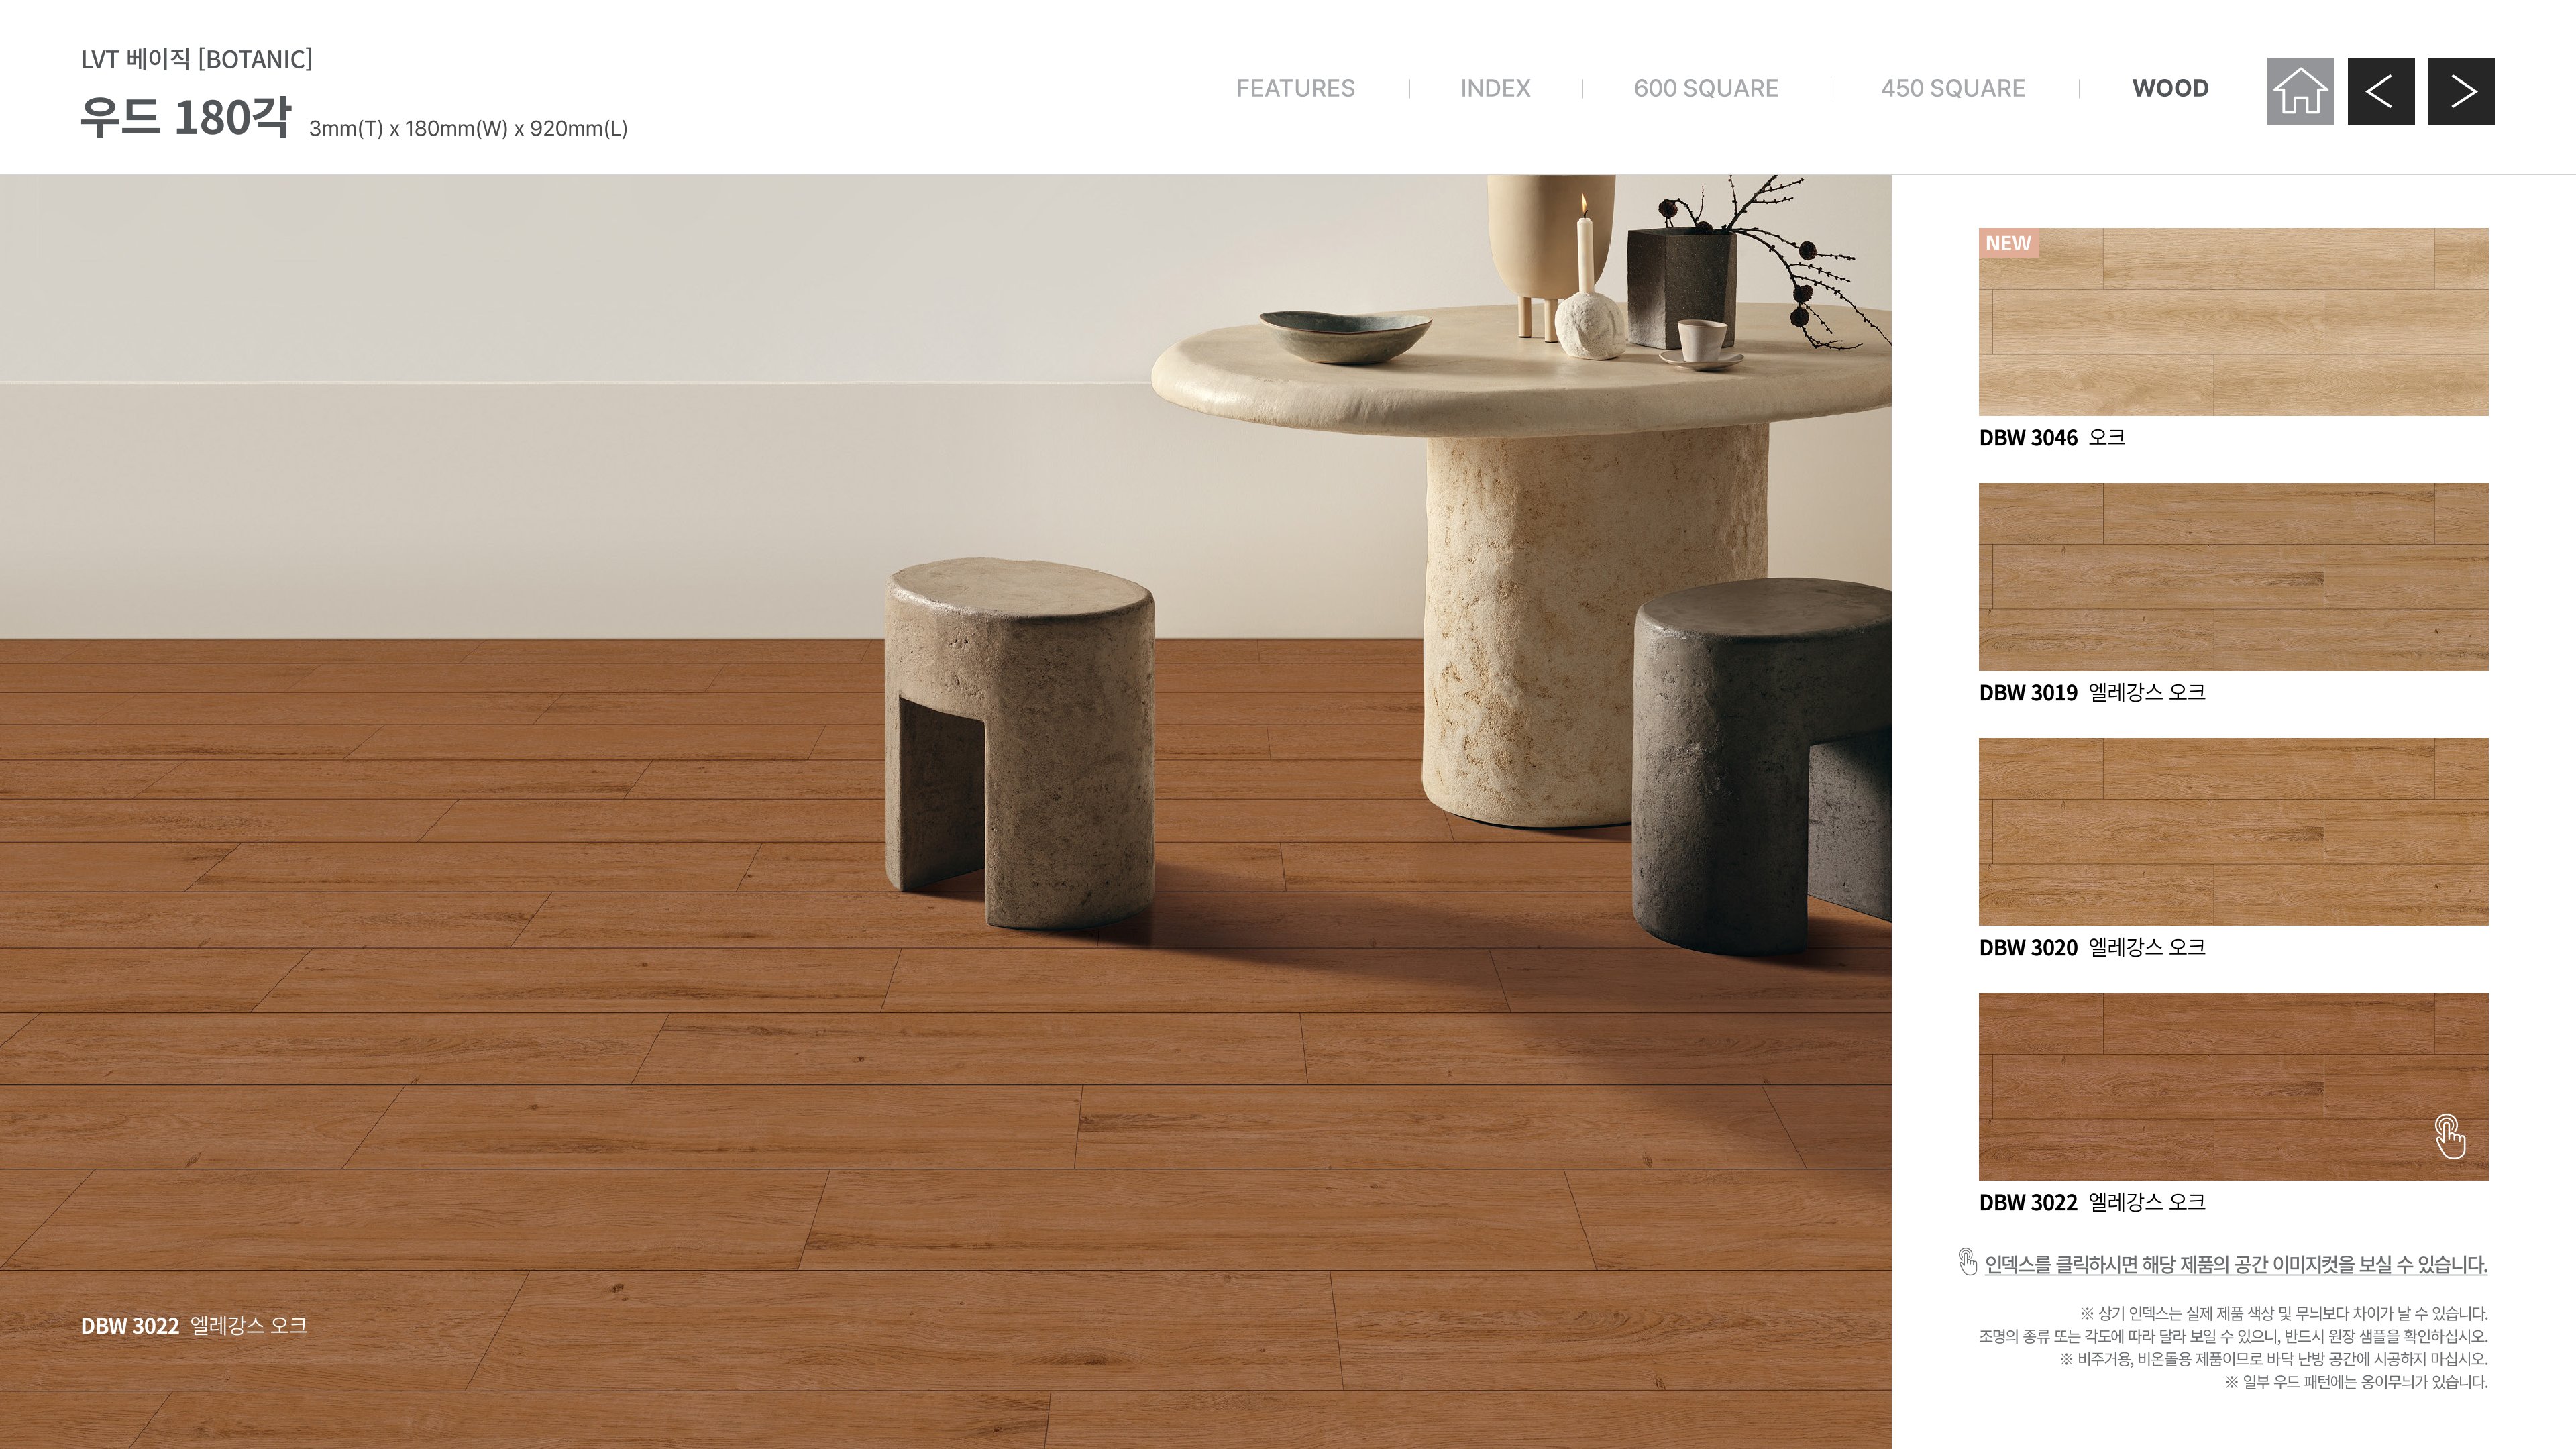 LVT 베이직 [BOTANIC]
우드 180각 3mm(T) x 180mm(W) x 920mm(L)
FEATURES
INDEX
600 SQUARE
450 SQUARE
WOOD
NEW
DBW 3046 오크
DBW 3019 엘레강스 오크
DBW 3020 엘레강스 오크
DBW 3022 엘레강스 오크
DBW 3022 엘레강스 오크
인덱스를 클릭하시면 해당 제품의 공간 이미지컷을 보실 수 있습니다.
※ 상기 인덱스는 실제 제품 색상 및 무늬보다 차이가 날 수 있습니다.
조명의 종류 또는 각도에 따라 달라 보일 수 있으니, 반드시 원장 샘플을 확인하십시오.
※ 비주거용, 비온돌용 제품이므로 바닥 난방 공간에 시공하지 마십시오.
※ 일부 우드 패턴에는 옹이무늬가 있습니다.